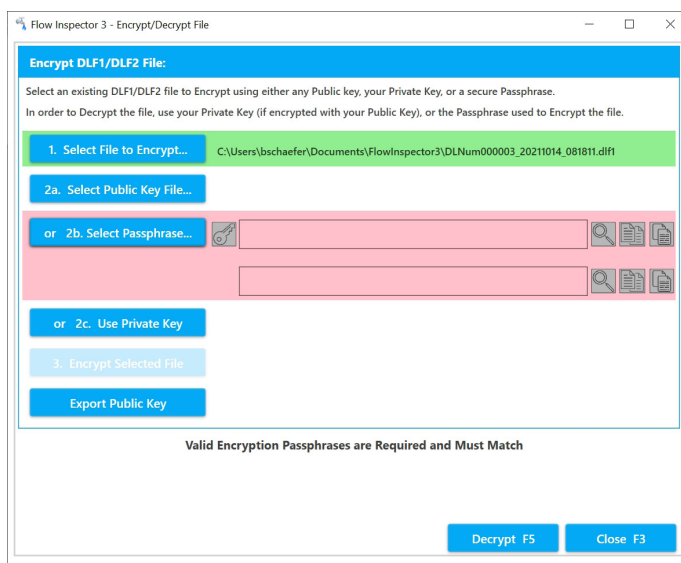 Flow Inspector 3 - Encrypt/Decrypt File
Encrypt DLF1/DLF2 File:
Select an existing DLF1/DLF2 file to Encrypt using either any Public key, your Private Key, or a secure Passphrase.
In order to Decrypt the file, use your Private Key (if encrypted with your Public Key), or the Passphrase used to Encrypt the file.
1. Select File to Encrypt... C:\Users\bschaefer\Documents\FlowInspector3\DLNum000003_20211014_081811.dlf1
2a. Select Public Key File...
or 2b. Select Passphrase...
or 2c. Use Private Key
3. Encrypt Selected File
Export Public Key
Valid Encryption Passphrases are Required and Must Match
Decrypt F5 Close F3